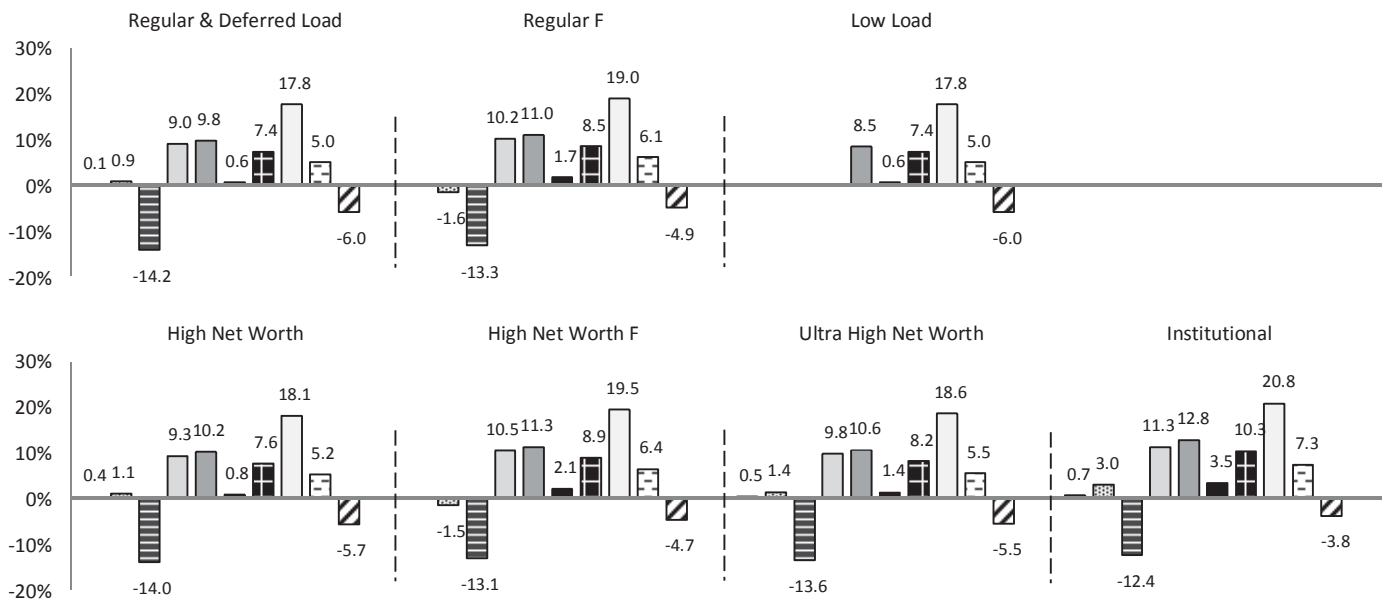 Regular & Deferred Load Regular F Low Load
30%
20%
10%
0%
-10%
-20%
0.1 0.9 -14.2 9.0 9.8 0.6 7.4 17.8 5.0 -6.0
-1.6 -13.3 10.2 11.0 1.7 8.5 19.0 6.1 -4.9
8.5 0.6 7.4 17.8 5.0 -6.0
High Net Worth High Net Worth F Ultra High Net Worth Institutional
30%
20%
10%
0%
-10%
-20%
0.4 1.1 -14.0 9.3 10.2 0.8 7.6 18.1 5.2 -5.7
-1.5 -13.1 10.5 11.3 2.1 8.9 19.5 6.4 -4.7
0.5 1.4 -13.6 9.8 10.6 1.4 8.2 18.6 5.5 -5.5
0.7 3.0 -12.4 11.3 12.8 3.5 10.3 20.8 7.3 -3.8